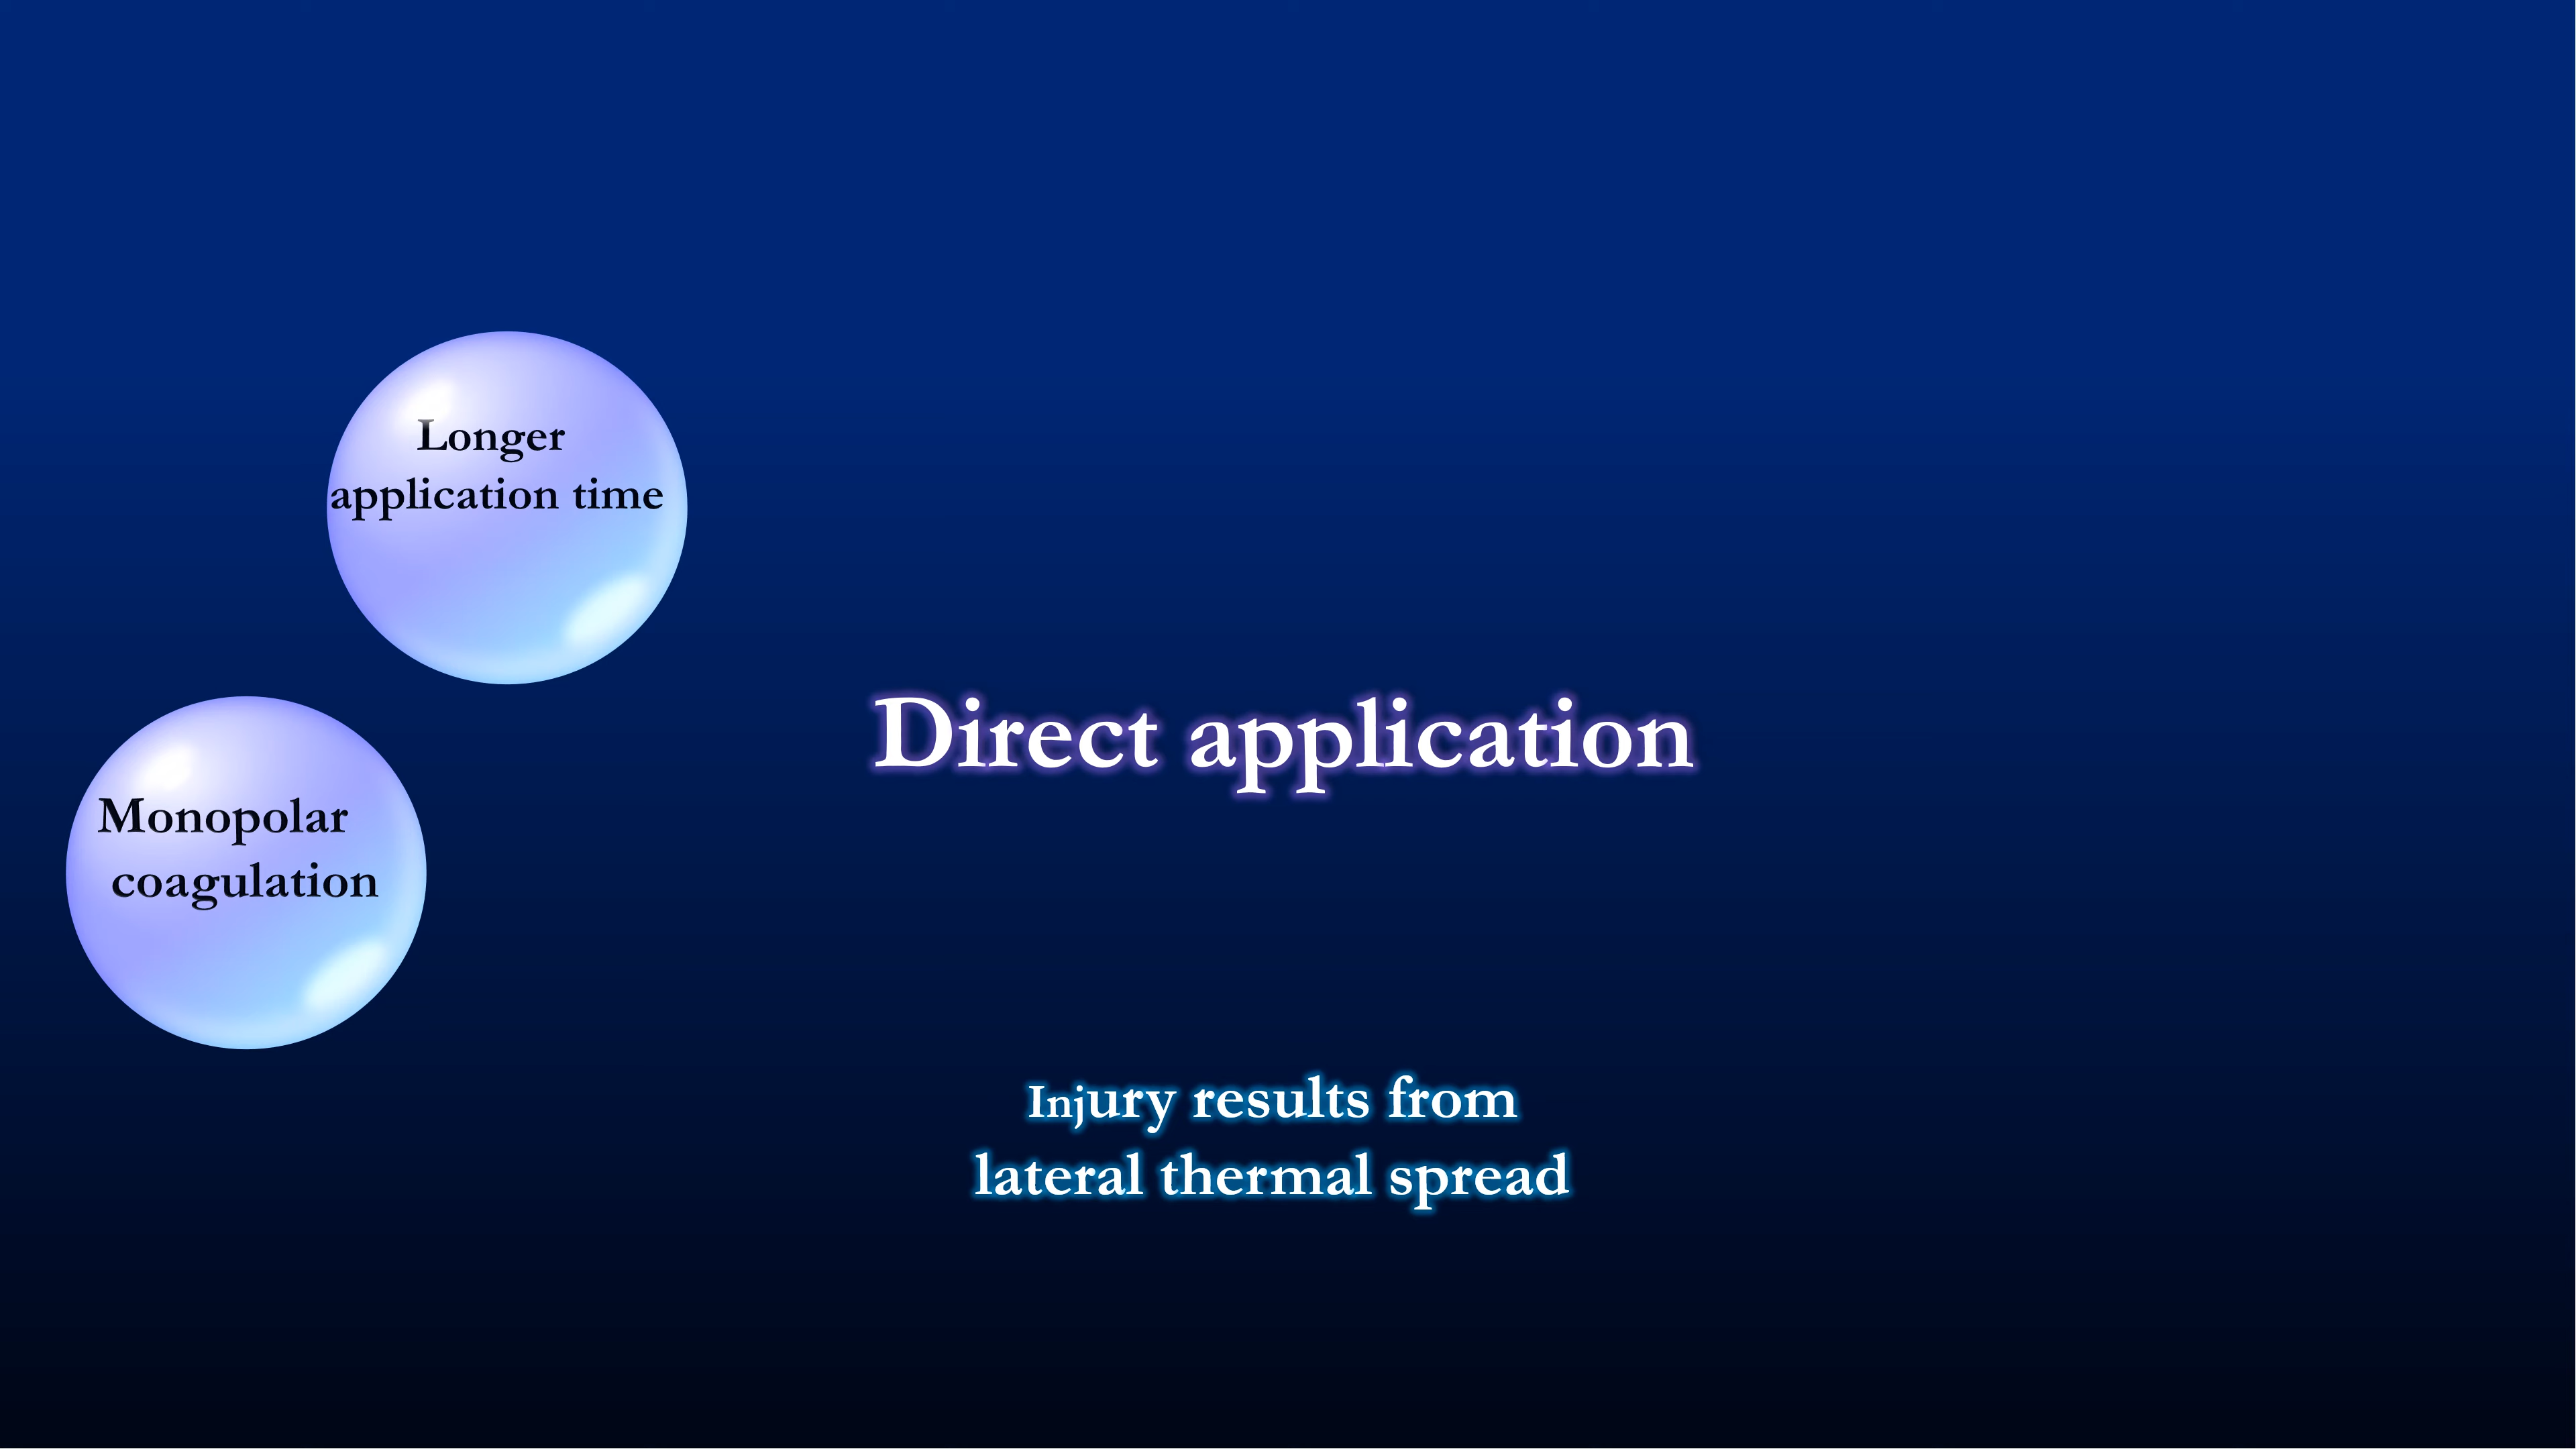 Longer
application time
Monopolar
coagulation
Direct application
Injury results from
lateral thermal spread